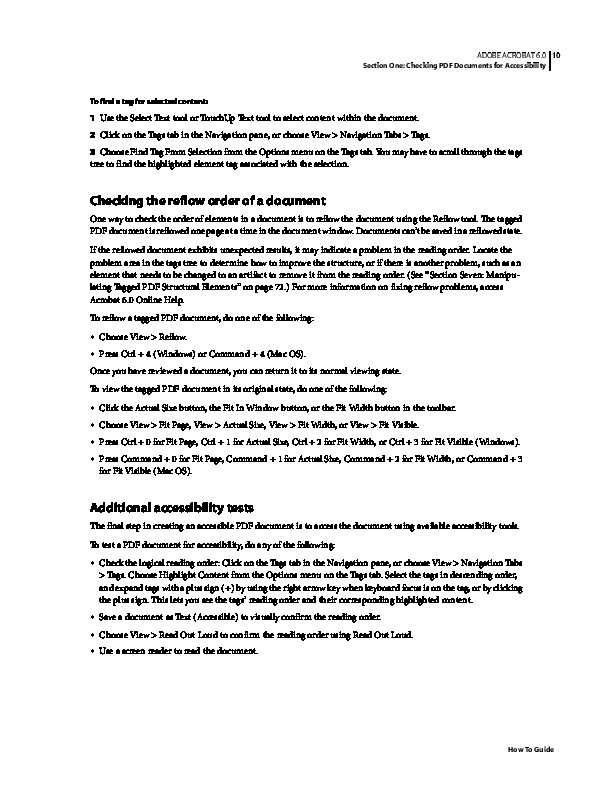 ADOBE ACROBAT 6.0 10
Section One: Checking PDF Documents for Accessibility
To find a tag for selected content:
1 Use the Select Text tool or TouchUp Text tool to select content within the document.
2 Click on the Tags tab in the Navigation pane, or choose View > Navigation Tabs > Tags.
3 Choose Find Tag From Selection from the Options menu on the Tags tab. You may have to scroll through the tags
tree to find the highlighted element tag associated with the selection.
Checking the reflow order of a document
One way to check the order of elements in a document is to reflow the document using the Reflow tool. The tagged
PDF document is reflowed one page at a time in the document window. Documents can't be saved in a reflowed state.
If the reflowed document exhibits unexpected results, it may indicate a problem in the reading order. Locate the
problem area in the tags tree to determine how to improve the structure, or if there is another problem, such as an
element that needs to be changed to an artifact to remove it from the reading order. (See "Section Seven: Manipu-
lating Tagged PDF Structural Elements" on page 72.) For more information on fixing reflow problems, access
Acrobat 6.0 Online Help.
To reflow a tagged PDF document, do one of the following:
• Choose View > Reflow.
• Press Ctrl + 4 (Windows) or Command + 4 (Mac OS).
Once you have reviewed a document, you can return it to its normal viewing state.
To view the tagged PDF document in its original state, do one of the following:
• Click the Actual Size button, the Fit In Window button, or the Fit Width button in the toolbar.
• Choose View > Fit Page, View > Actual Size, View > Fit Width, or View > Fit Visible.
• Press Ctrl + 0 for Fit Page, Ctrl + 1 for Actual Size, Ctrl + 2 for Fit Width, or Ctrl + 3 for Fit Visible (Windows).
• Press Command + 0 for Fit Page, Command + 1 for Actual Size, Command + 2 for Fit Width, or Command + 3
for Fit Visible (Mac OS).
Additional accessibility tests
The final step in creating an accessible PDF document is to access the document using available accessibility tools.
To test a PDF document for accessibility, do any of the following:
• Check the logical reading order: Click on the Tags tab in the Navigation pane, or choose View > Navigation Tabs
> Tags. Choose Highlight Content from the Options menu on the Tags tab. Select the tags in descending order,
and expand tags with a plus sign (+) by using the right arrow key when keyboard focus is on the tag, or by clicking
the plus sign. This lets you see the tags' reading order and their corresponding highlighted content.
• Save a document as Text (Accessible) to visually confirm the reading order.
• Choose View > Read Out Loud to confirm the reading order using Read Out Loud.
• Use a screen reader to read the document.
How To Guide